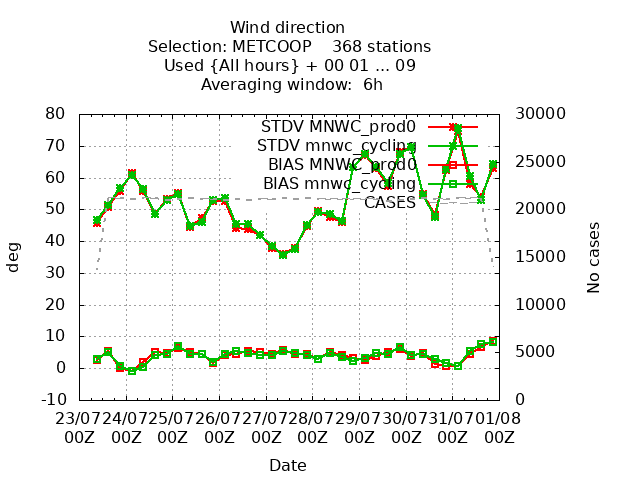 Wind direction
Selection: METCOOP 368 stations
Used {All hours} + 00 01 ... 09
Averaging window: 6h
80 30000
STDV MNWC_prod0
70 STDV mnwc_cycling
25000
60 BIAS MNWC_prod0
BIAS mnwc_cycling
50 CASES 20000
40
15000
30
10000
20
10 5000
0
-10 0
deg
No cases
23/07 24/07 25/07 26/07 27/07 28/07 29/07 30/07 31/07 01/08
00Z 00Z 00Z 00Z 00Z 00Z 00Z 00Z 00Z 00Z
Date